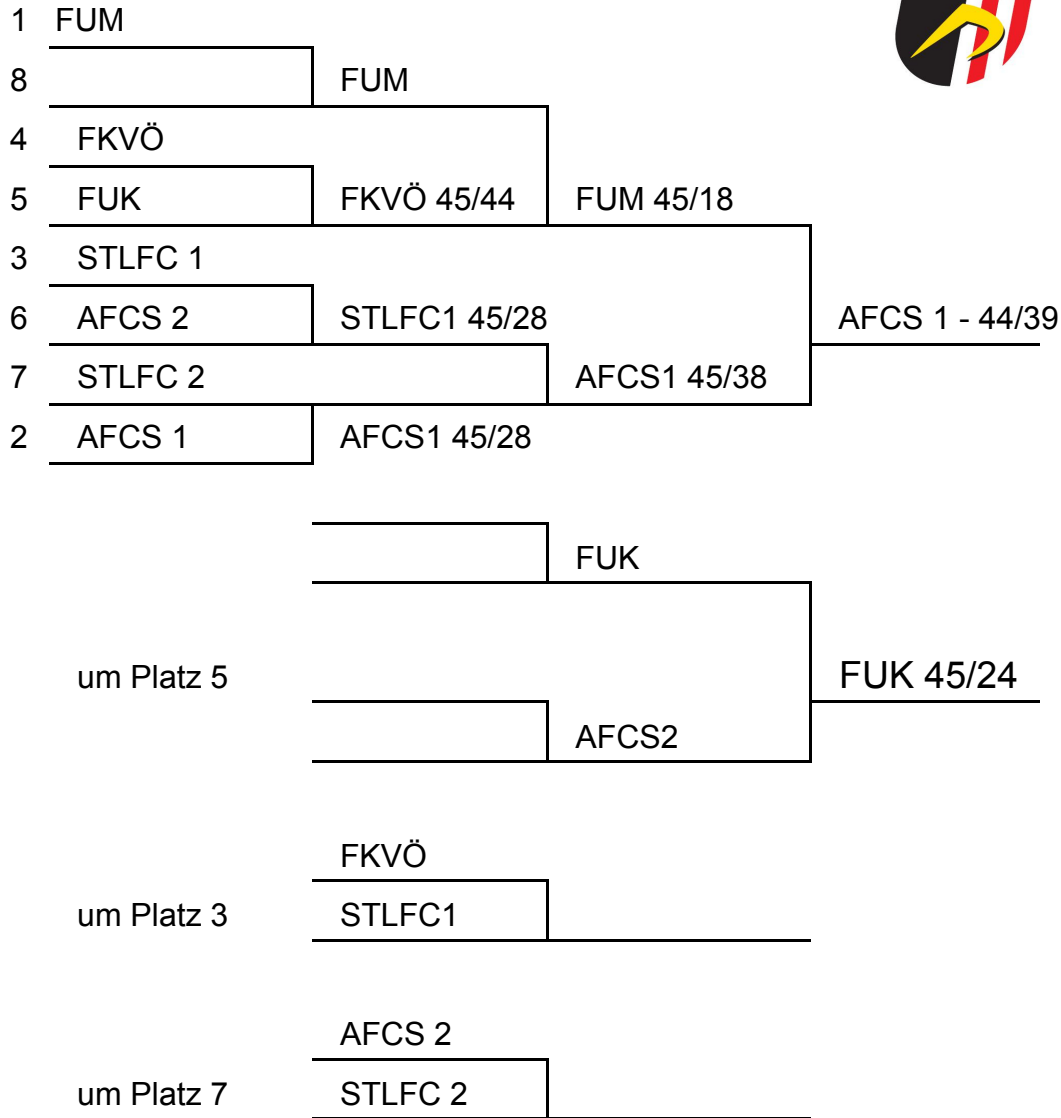 1 FUM
8 FUM
4 FKVÖ
5 FUK FKVÖ 45/44 FUM 45/18
3 STLFC 1
6 AFCS 2 STLFC1 45/28 AFCS 1 - 44/39
7 STLFC 2 AFCS1 45/38
2 AFCS 1 AFCS1 45/28
FUK
um Platz 5 FUK 45/24
AFCS2
FKVÖ
um Platz 3 STLFC1
AFCS 2
um Platz 7 STLFC 2